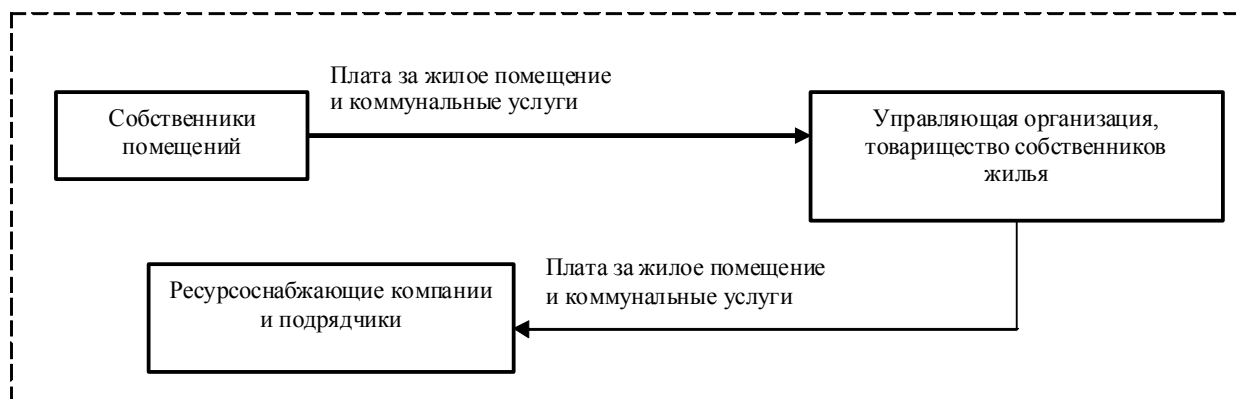 Плата за жилое помещение
и коммунальные услуги
Собственники
помещений
Управляющая организация,
товарищество собственников
жилья
Плата за жилое помещение
и коммунальные услуги
Ресурсоснабжающие компании
и подрядчики